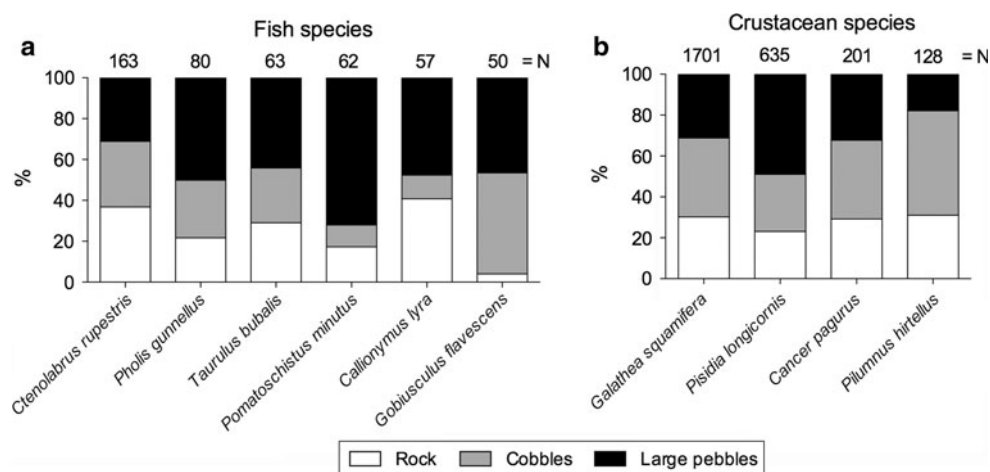 a
Fish species
163 80 63 62 57 50 = N
100
80
60
40
20
0
%
Ctenolabrus rupestris
Pholis gunnellus
Taurulus bubalis
Pomatoschistus minutus
Callionymus lyra
Gobiusculus flavescens
b
Crustacean species
1701 635 201 128 = N
100
80
60
40
20
0
%
Galathea squamifera
Pisidia longicornis
Cancer pagurus
Pilumnus hirtellus
Rock Cobbles Large pebbles